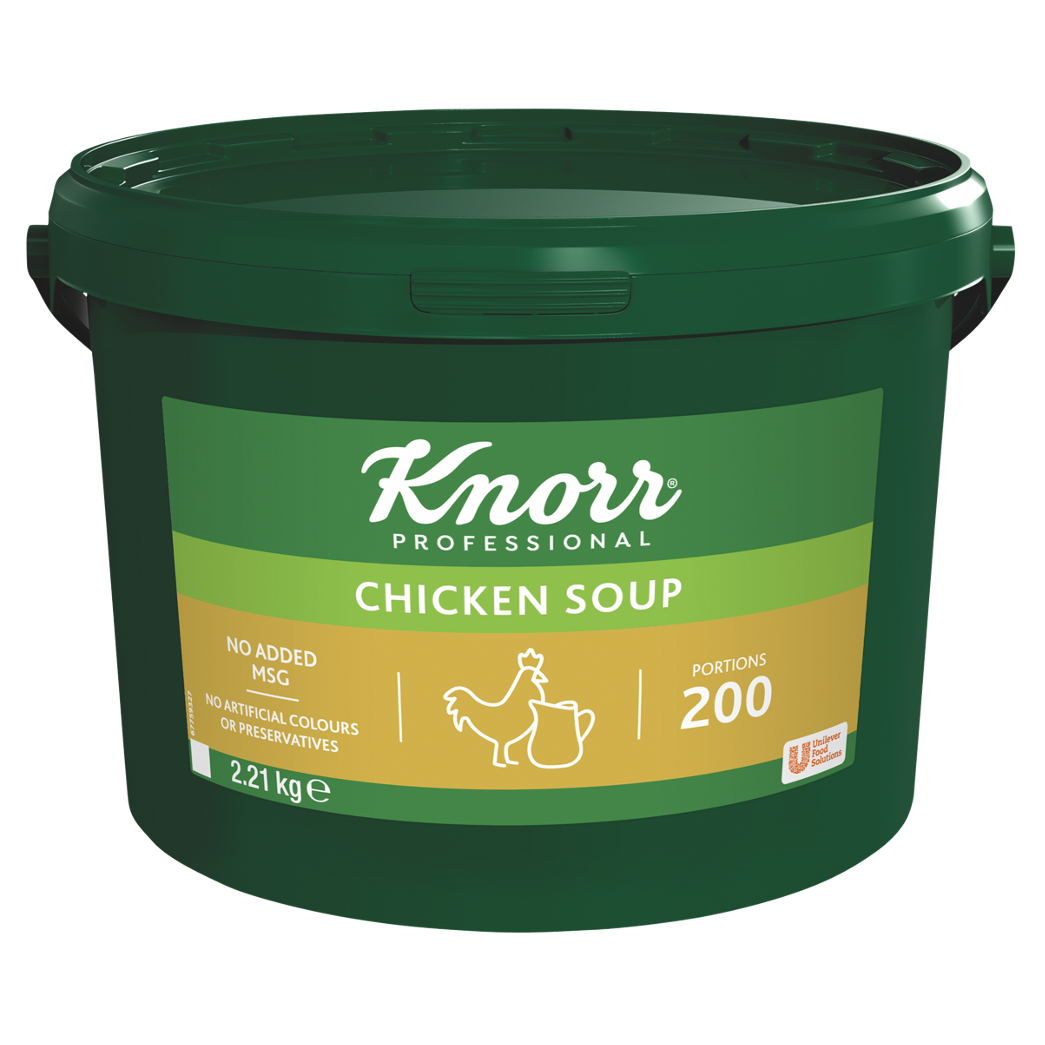 Knorr®
PROFESSIONAL
CHICKEN SOUP
NO ADDED
MSG
NO ARTIFICIAL COLOURS
OR PRESERVATIVES
PORTIONS
200
67759327
2.21 kg ℮
Unilever
Food
Solutions